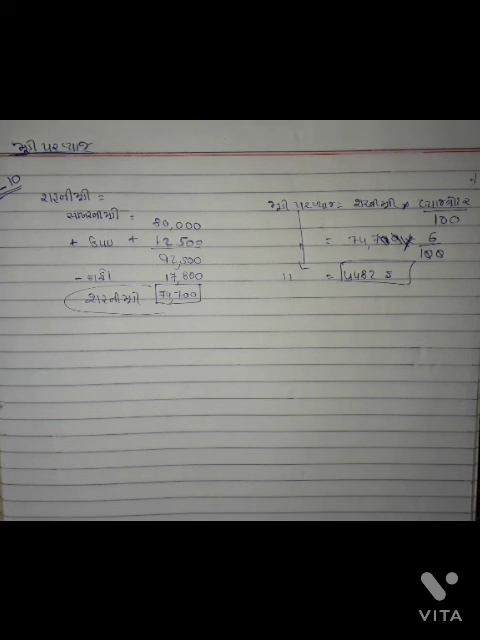 મૂડી પર વ્યાજ
10
શરૂની મૂડી =
આખરની મૂડી = 80,000
+ ઉપાડ + 12,500
92,500
- નફો 17,800
શરૂની મૂડી 74,700
મૂડી પર વ્યાજ = શરૂની મૂડી × વ્યાજનો દર
100
= 74,700 × 6
100
" = 4482 રૂ
VITA